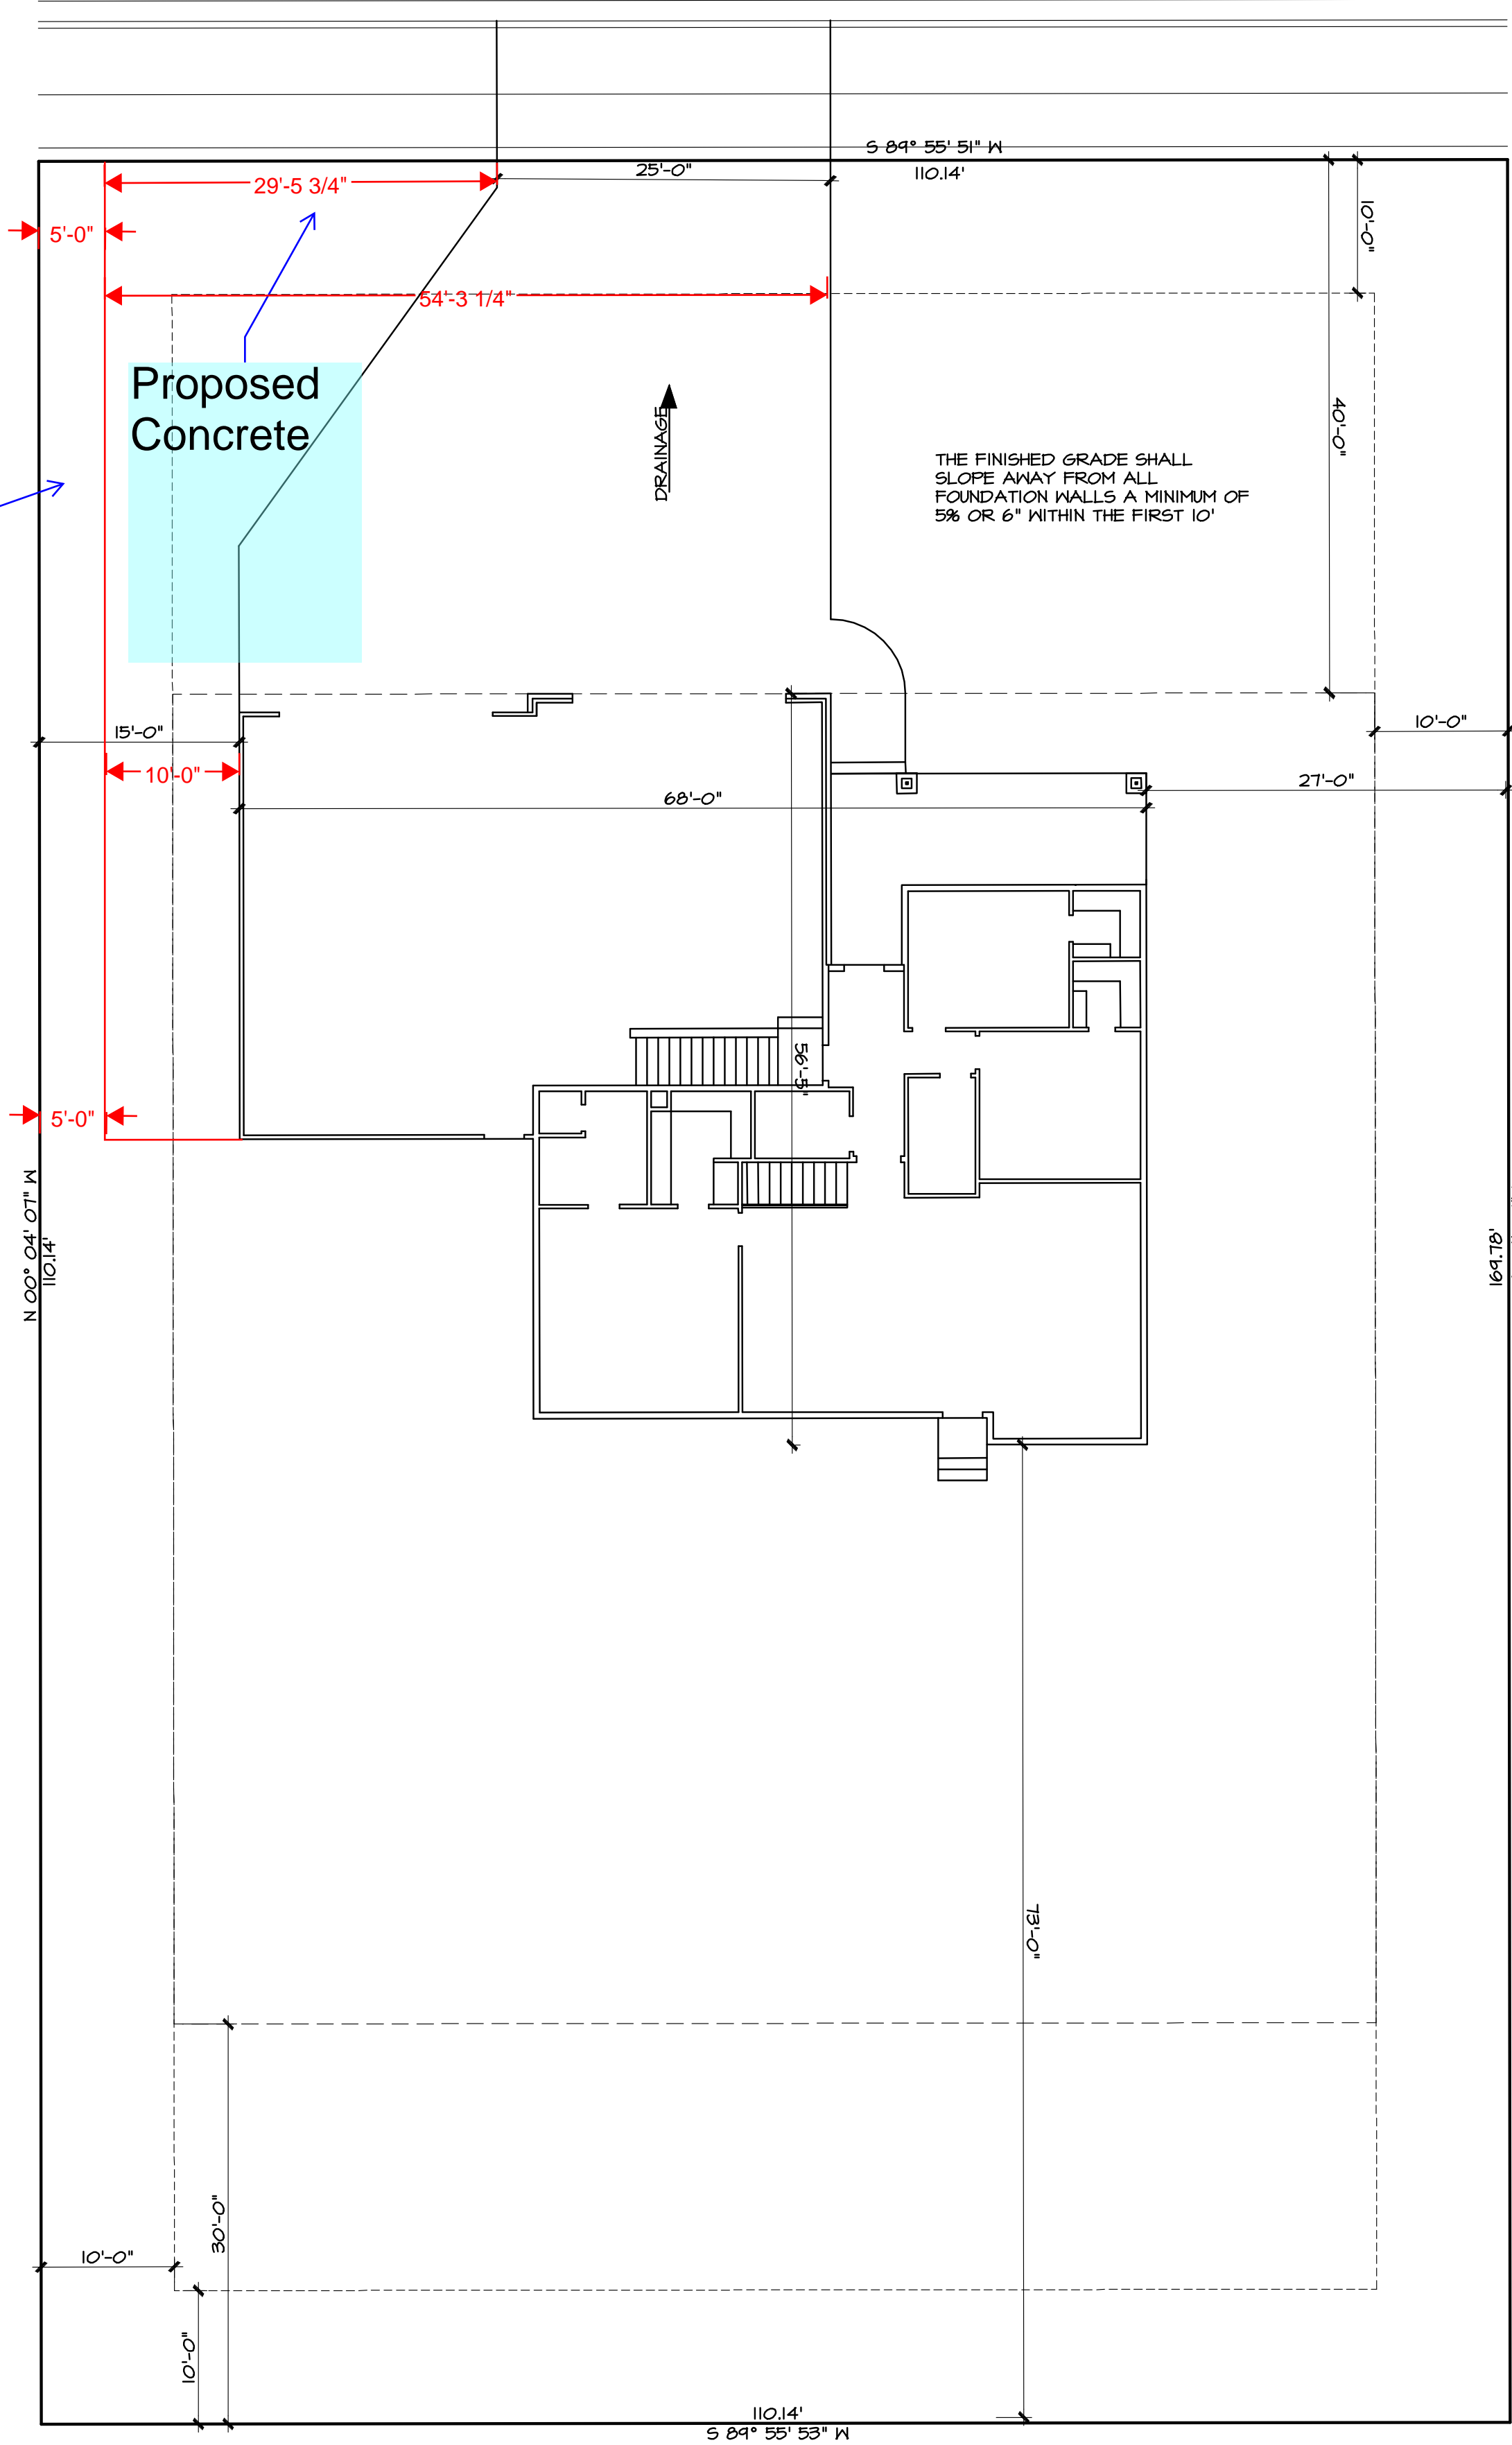 S 89° 55' 51" W
25'-0"
110.14'
29'-5 3/4"
5'-0"
10'-0"
54'-3 1/4"
Proposed
Concrete
40'-0"
DRAINAGE
THE FINISHED GRADE SHALL
SLOPE AWAY FROM ALL
FOUNDATION WALLS A MINIMUM OF
5% OR 6" WITHIN THE FIRST 10'
15'-0"
10'-0"
10'-0"
68'-0"
27'-0"
56'-5"
5'-0"
N 00° 04' 07" W
110.14'
169.78'
73'-0"
30'-0"
10'-0"
10'-0"
110.14'
S 89° 55' 53" W